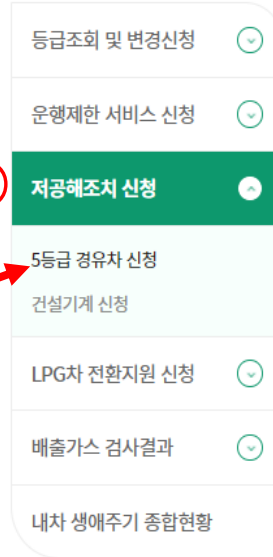 등급조회 및 변경신청
운행제한 서비스 신청
저공해조치 신청
5등급 경유차 신청
건설기계 신청
LPG차 전환지원 신청
배출가스 검사결과
내차 생애주기 종합현황